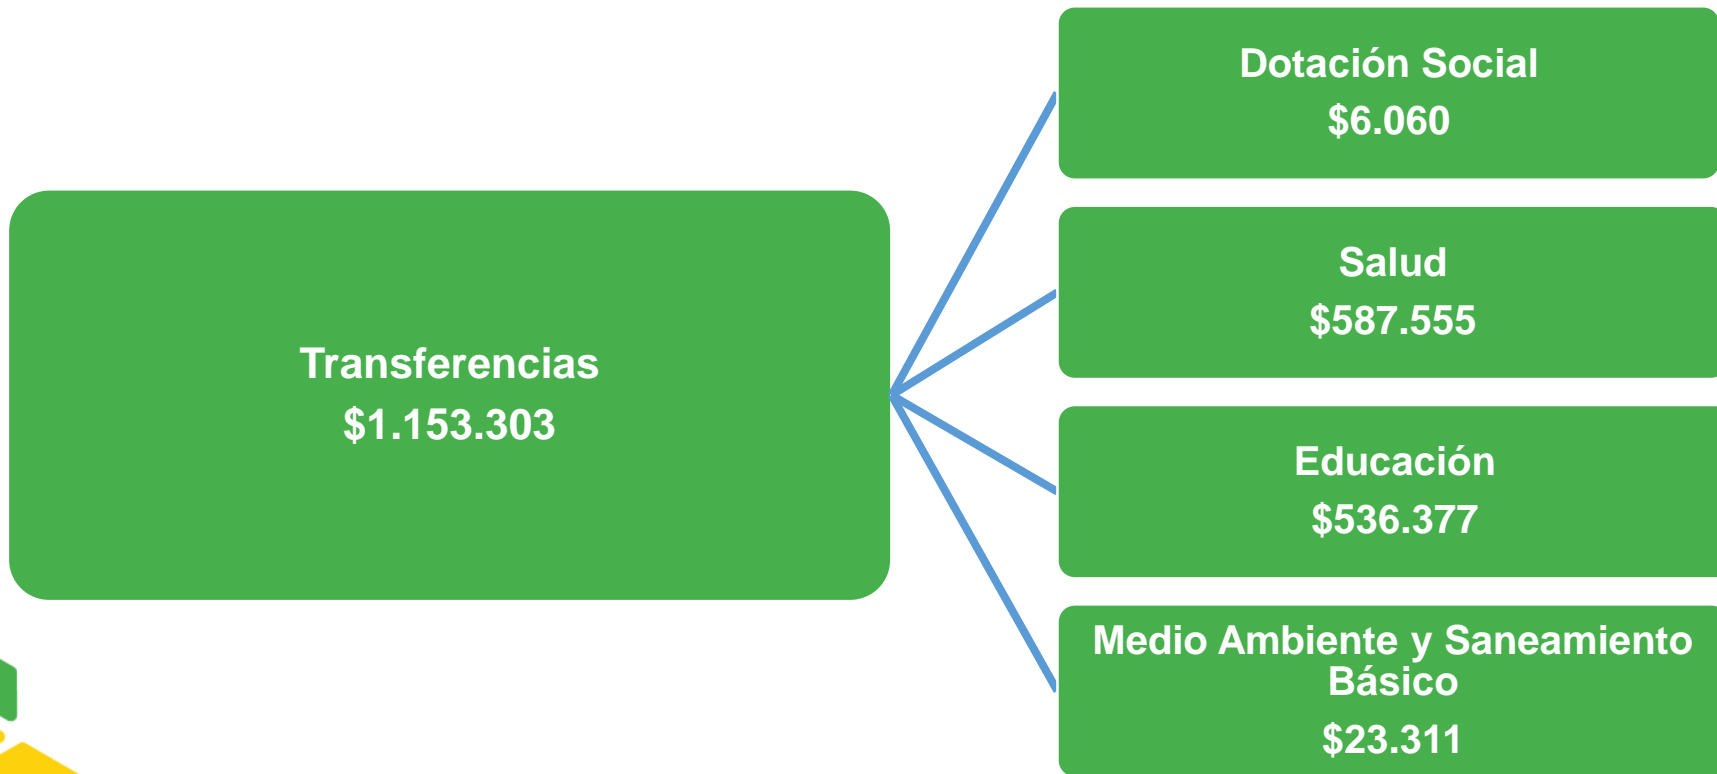 Transferencias
$1.153.303
Dotación Social
$6.060
Salud
$587.555
Educación
$536.377
Medio Ambiente y Saneamiento
Básico
$23.311